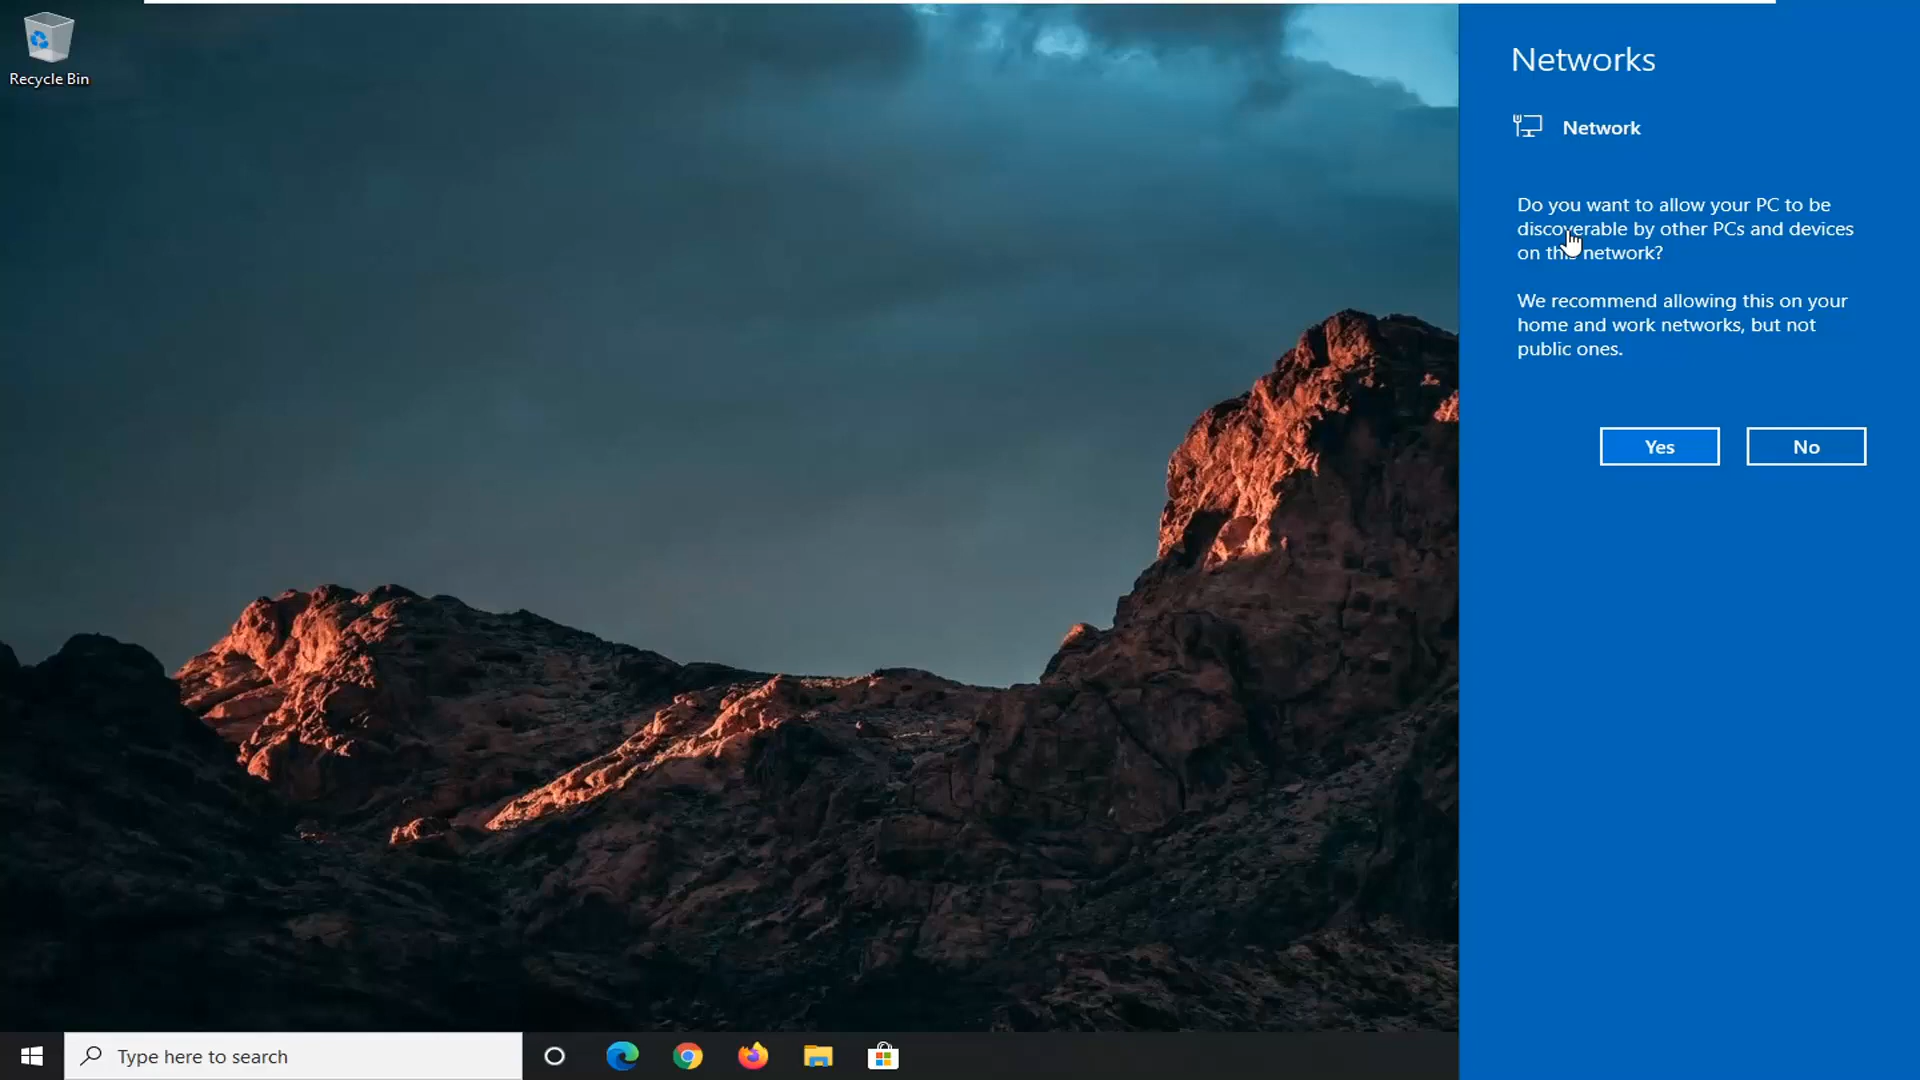 Recycle Bin
Networks
Network
Do you want to allow your PC to be
discoverable by other PCs and devices
on this network?
We recommend allowing this on your
home and work networks, but not
public ones.
Yes
No
Type here to search